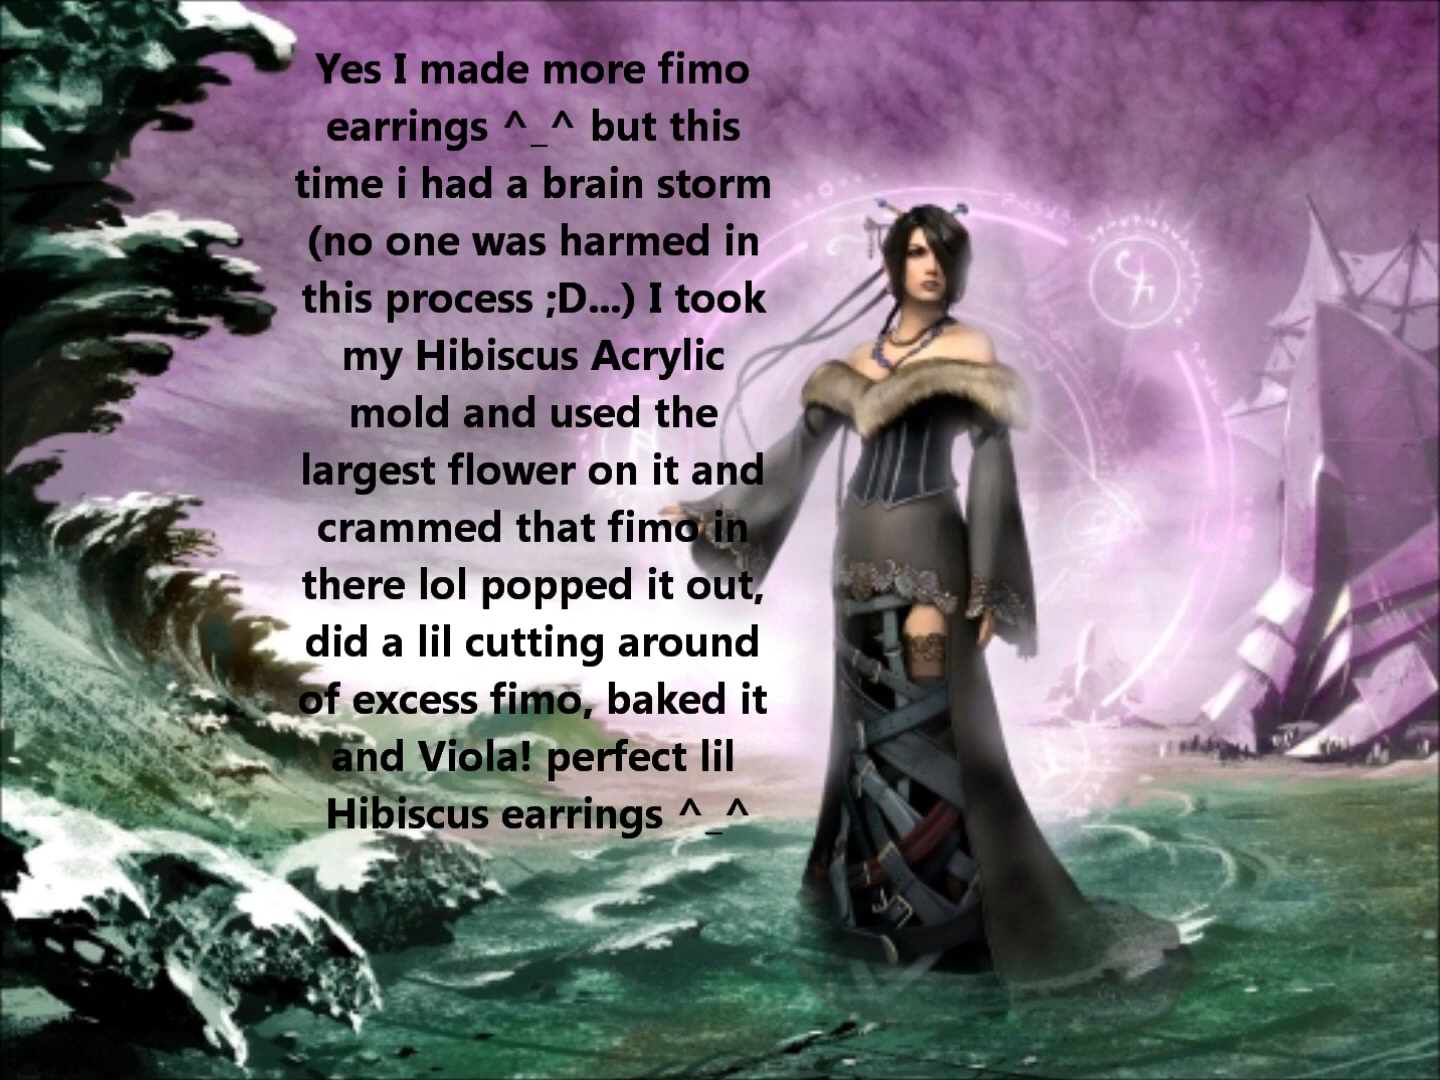 Yes I made more fimo
earrings ^_^ but this
time i had a brain storm
(no one was harmed in
this process ;D...) I took
my Hibiscus Acrylic
mold and used the
largest flower on it and
crammed that fimo in
there lol popped it out,
did a lil cutting around
of excess fimo, baked it
and Viola! perfect lil
Hibiscus earrings ^_^